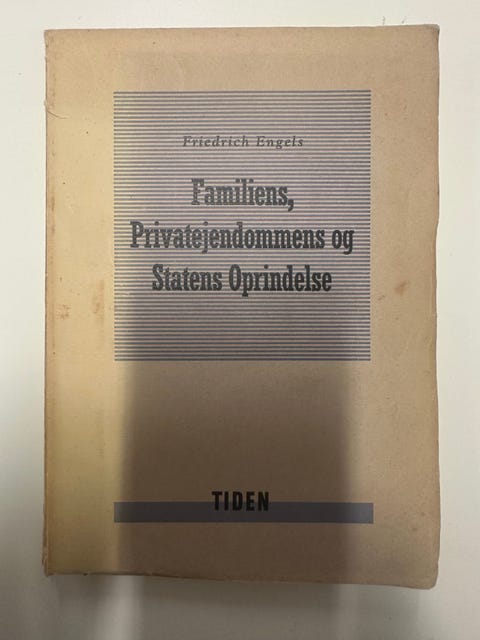 Friedrich Engels
Familiens,
Privatejendommens og
Statens Oprindelse
TIDEN